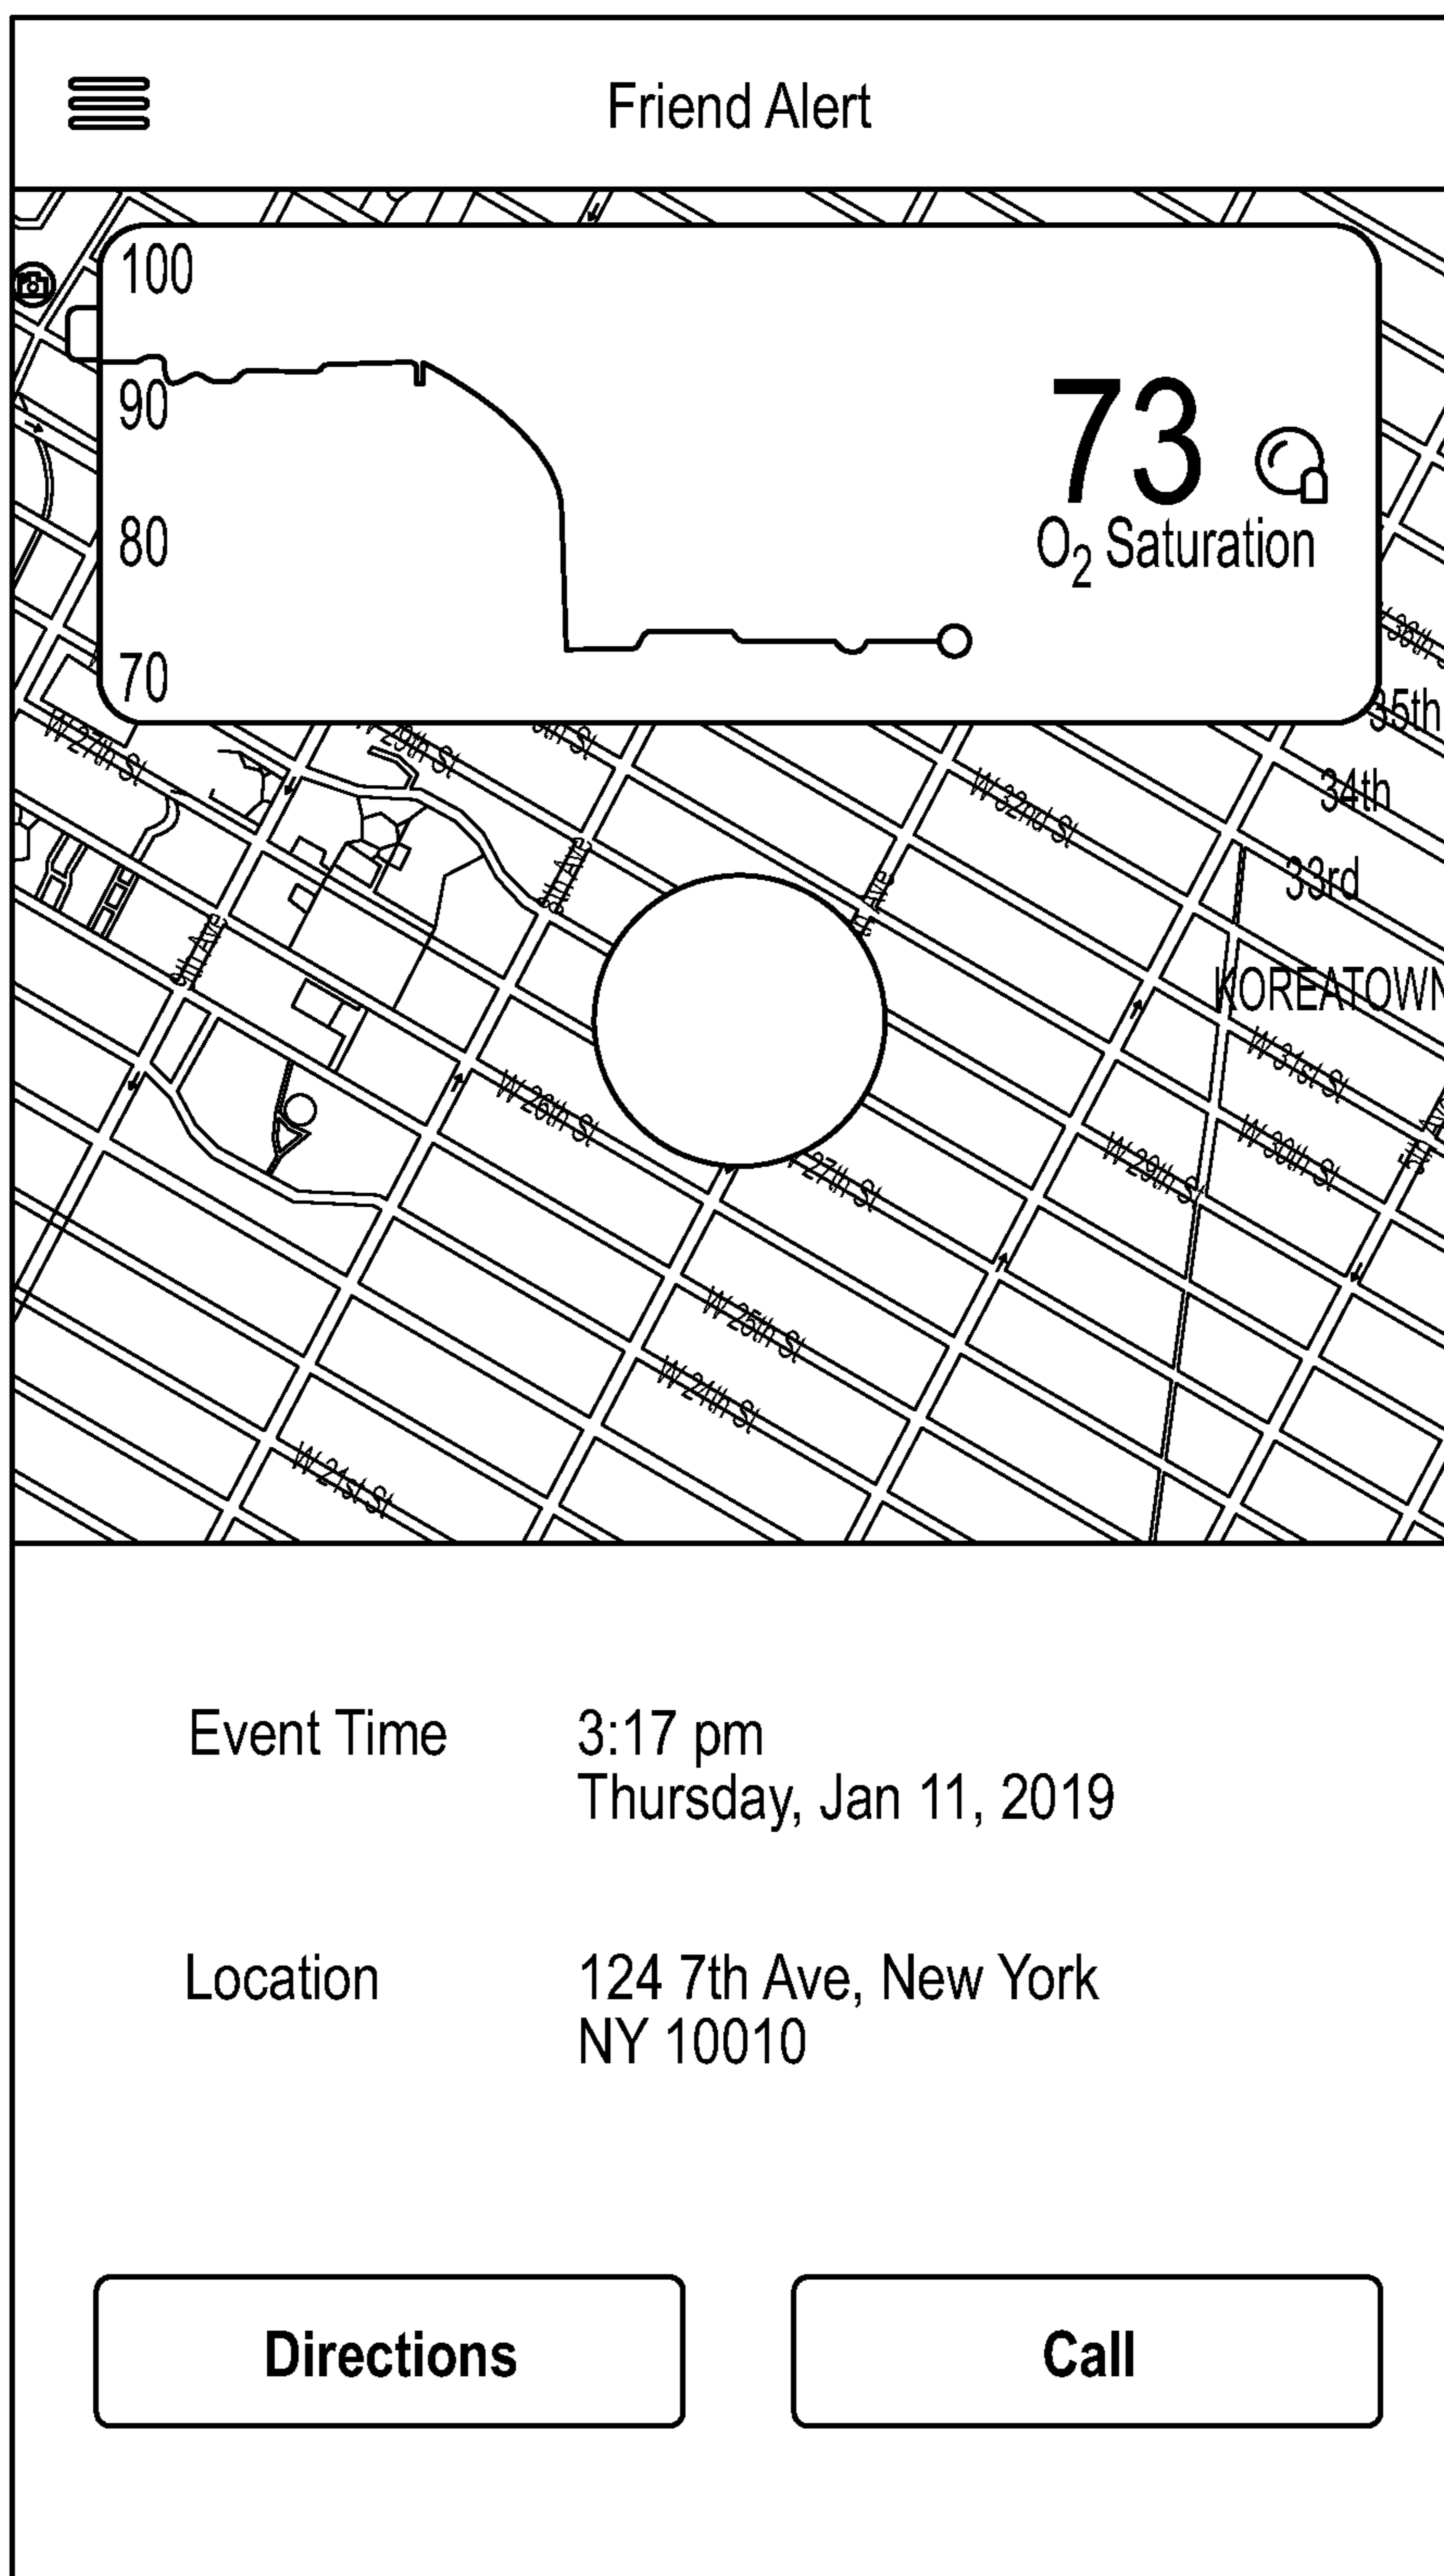 Friend Alert
100
90
80
70
73
O₂ Saturation
35th
W 27th St
W 29th St
W 32nd St
34th
33rd
8th Ave
9th Ave
KOREATOWN
W 31st St
W 26th St
W 30th St
W 29th St
27th St
W 25th St
W 24th St
W 21st St
Event Time
3:17 pm
Thursday, Jan 11, 2019
Location
124 7th Ave, New York
NY 10010
Directions
Call